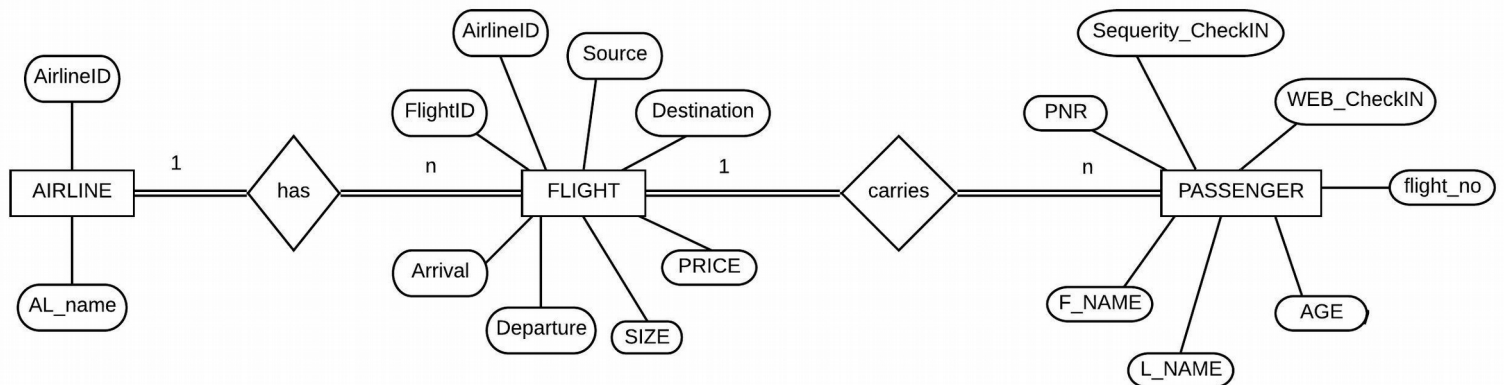 AirlineID
Source
Sequerity_CheckIN
AirlineID
FlightID
Destination
PNR
WEB_CheckIN
1
n
1
n
AIRLINE
has
FLIGHT
carries
PASSENGER
flight_no
Arrival
PRICE
AL_name
F_NAME
AGE
Departure
SIZE
L_NAME